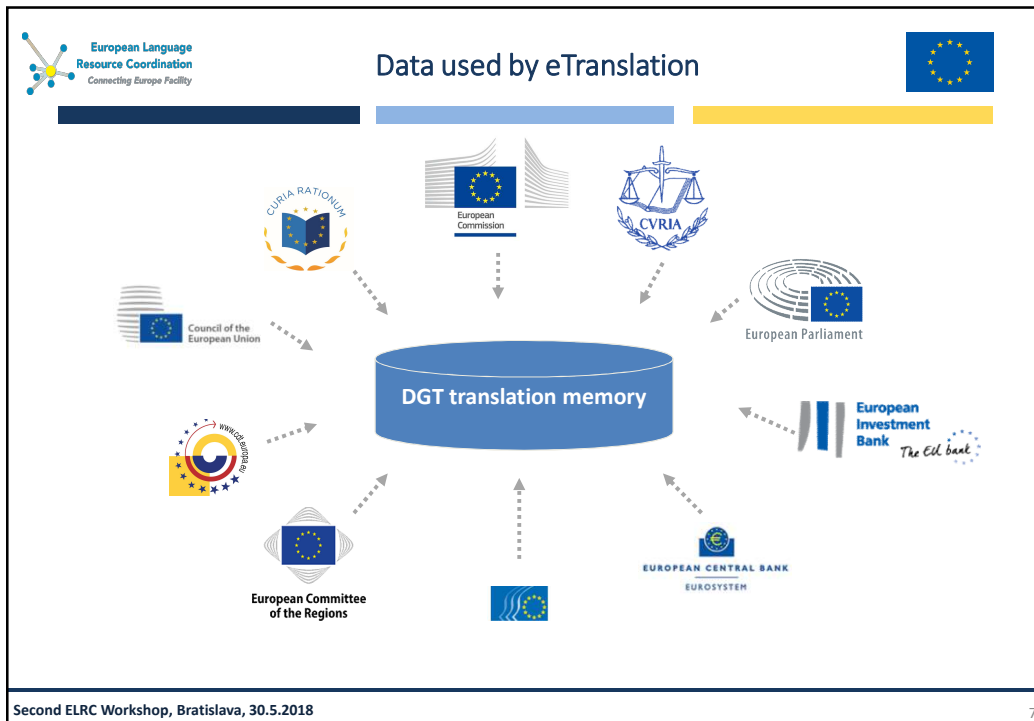 European Language
Resource Coordination
Connecting Europe Facility
Data used by eTranslation
CURIA RATIONUM
European
Commission
CVRIA
Council of the
European Union
European Parliament
DGT translation memory
European
Investment
Bank
The EU bank
www.cdt.europa.eu
European Committee
of the Regions
EUROPEAN CENTRAL BANK
EUROSYSTEM
Second ELRC Workshop, Bratislava, 30.5.2018
7